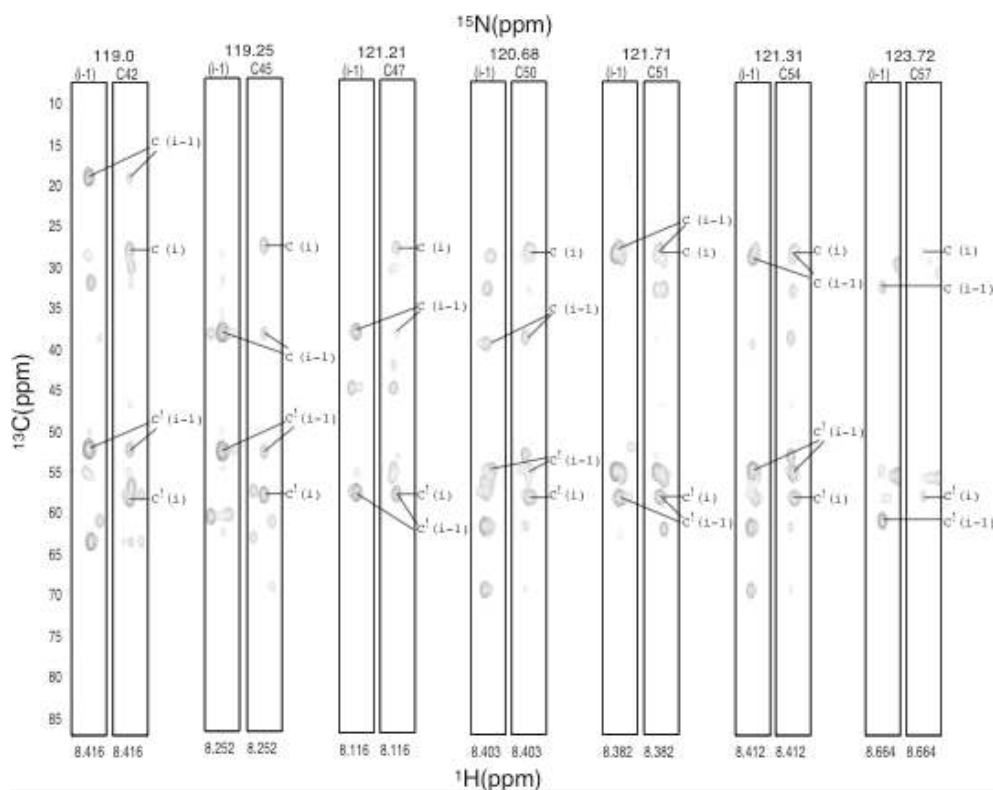 15N(ppm)
119.0 119.25 121.21 120.68 121.71 121.31 123.72
(i-1) C42 (i-1) C45 (i-1) C47 (i-1) C50 (i-1) C51 (i-1) C54 (i-1) C57
13C(ppm)
10
15
20
25
30
35
40
45
50
55
60
65
70
75
80
85
C (i-1)
C (i)
C' (i-1)
C' (i)
C (i)
C (i-1)
C' (i-1)
C' (i)
C (i)
C (i-1)
C' (i)
C' (i-1)
C (i)
C (i-1)
C' (i-1)
C' (i)
C (i-1)
C (i)
C' (i)
C' (i-1)
C (i)
C (i-1)
C' (i-1)
C' (i)
C (i)
C (i-1)
C' (i)
C' (i-1)
8.416 8.416 8.252 8.252 8.116 8.116 8.403 8.403 8.382 8.382 8.412 8.412 8.664 8.664
1H(ppm)